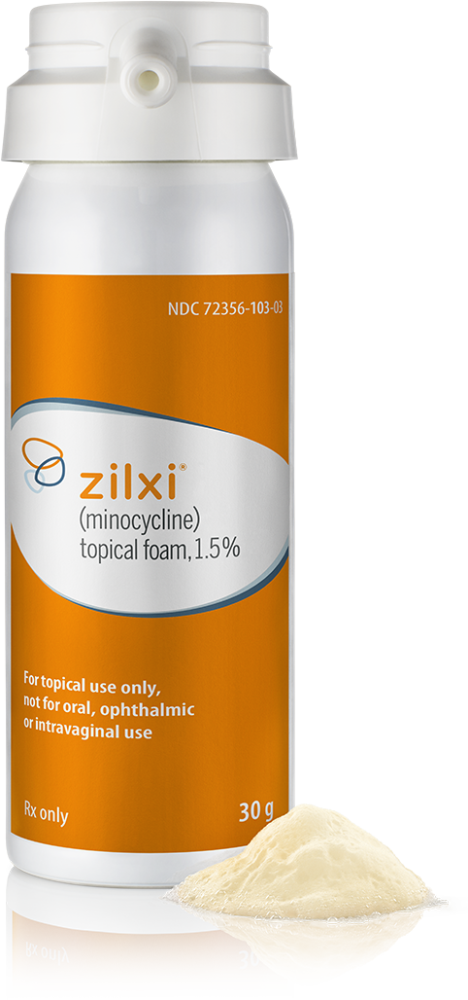 NDC 72356-103-03
zilxi®
(minocycline)
topical foam, 1.5%
For topical use only,
not for oral, ophthalmic
or intravaginal use
Rx only
30 g